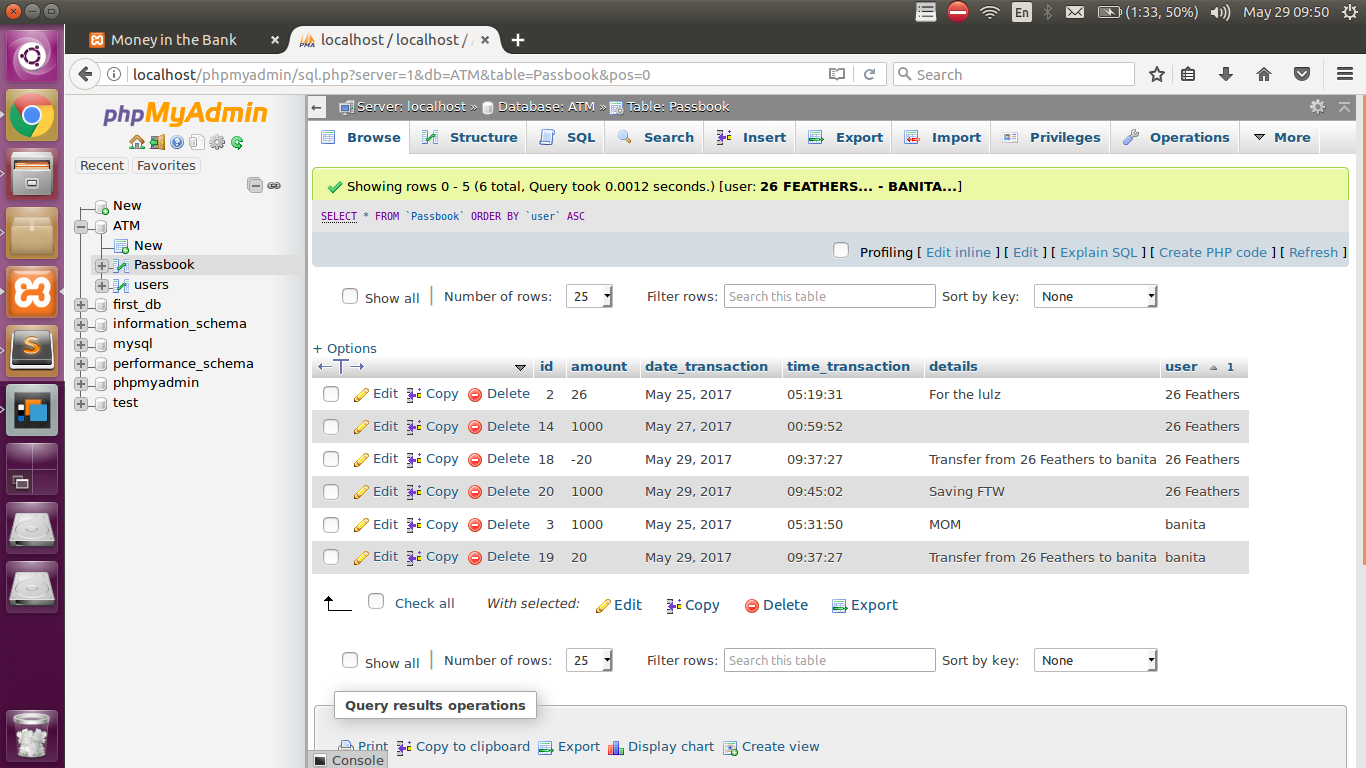 En (1:33, 50%) May 29 09:50
Money in the Bank × localhost / localhost / × +
localhost/phpmyadmin/sql.php?server=1&db=ATM&table=Passbook&pos=0 Search
phpMyAdmin
Recent Favorites
New
ATM
New
Passbook
users
first_db
information_schema
mysql
performance_schema
phpmyadmin
test
Server: localhost » Database: ATM » Table: Passbook
Browse Structure SQL Search Insert Export Import Privileges Operations More
Showing rows 0 - 5 (6 total, Query took 0.0012 seconds.) [user: 26 FEATHERS... - BANITA...]
SELECT * FROM `Passbook` ORDER BY `user` ASC
Profiling [ Edit inline ] [ Edit ] [ Explain SQL ] [ Create PHP code ] [ Refresh ]
Show all | Number of rows: 25 Filter rows: Search this table Sort by key: None
+ Options
id amount date_transaction time_transaction details user 1
Edit Copy Delete 2 26 May 25, 2017 05:19:31 For the lulz 26 Feathers
Edit Copy Delete 14 1000 May 27, 2017 00:59:52 26 Feathers
Edit Copy Delete 18 -20 May 29, 2017 09:37:27 Transfer from 26 Feathers to banita 26 Feathers
Edit Copy Delete 20 1000 May 29, 2017 09:45:02 Saving FTW 26 Feathers
Edit Copy Delete 3 1000 May 25, 2017 05:31:50 MOM banita
Edit Copy Delete 19 20 May 29, 2017 09:37:27 Transfer from 26 Feathers to banita banita
Check all With selected: Edit Copy Delete Export
Show all | Number of rows: 25 Filter rows: Search this table Sort by key: None
Query results operations
Print Copy to clipboard Export Display chart Create view
Console